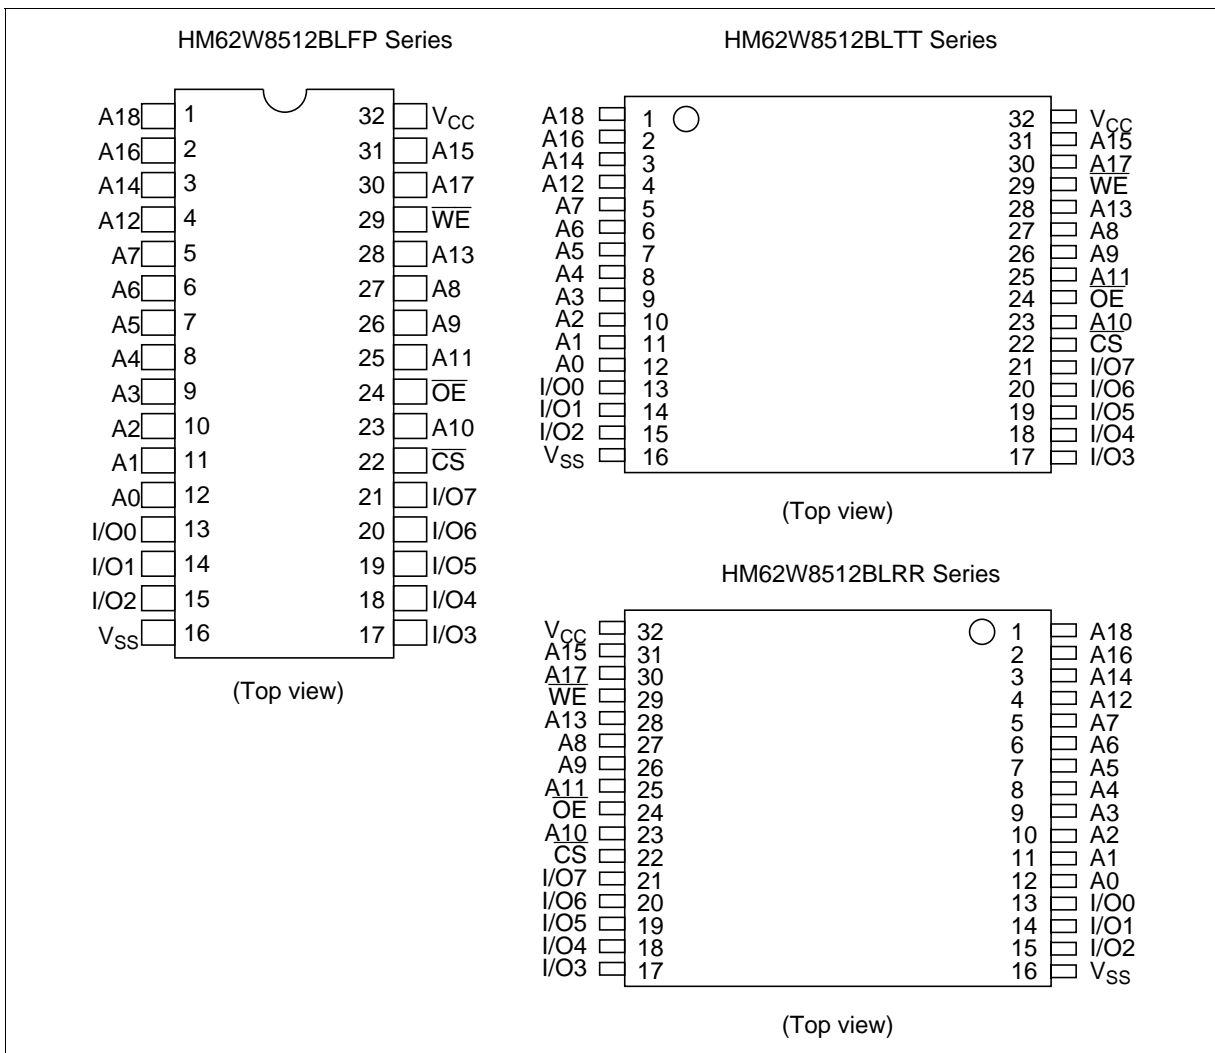 HM62W8512BLFP Series
A18 1 32 VCC
A16 2 31 A15
A14 3 30 A17
A12 4 29 W̅E̅
A7 5 28 A13
A6 6 27 A8
A5 7 26 A9
A4 8 25 A11
A3 9 24 O̅E̅
A2 10 23 A10
A1 11 22 C̅S̅
A0 12 21 I/O7
I/O0 13 20 I/O6
I/O1 14 19 I/O5
I/O2 15 18 I/O4
VSS 16 17 I/O3
(Top view)
HM62W8512BLTT Series
A18 1 32 VCC
A16 2 31 A15
A14 3 30 A17
A12 4 29 W̅E̅
A7 5 28 A13
A6 6 27 A8
A5 7 26 A9
A4 8 25 A11
A3 9 24 O̅E̅
A2 10 23 A10
A1 11 22 C̅S̅
A0 12 21 I/O7
I/O0 13 20 I/O6
I/O1 14 19 I/O5
I/O2 15 18 I/O4
VSS 16 17 I/O3
(Top view)
HM62W8512BLRR Series
VCC 32 1 A18
A15 31 2 A16
A17 30 3 A14
W̅E̅ 29 4 A12
A13 28 5 A7
A8 27 6 A6
A9 26 7 A5
A11 25 8 A4
O̅E̅ 24 9 A3
A10 23 10 A2
C̅S̅ 22 11 A1
I/O7 21 12 A0
I/O6 20 13 I/O0
I/O5 19 14 I/O1
I/O4 18 15 I/O2
I/O3 17 16 VSS
(Top view)